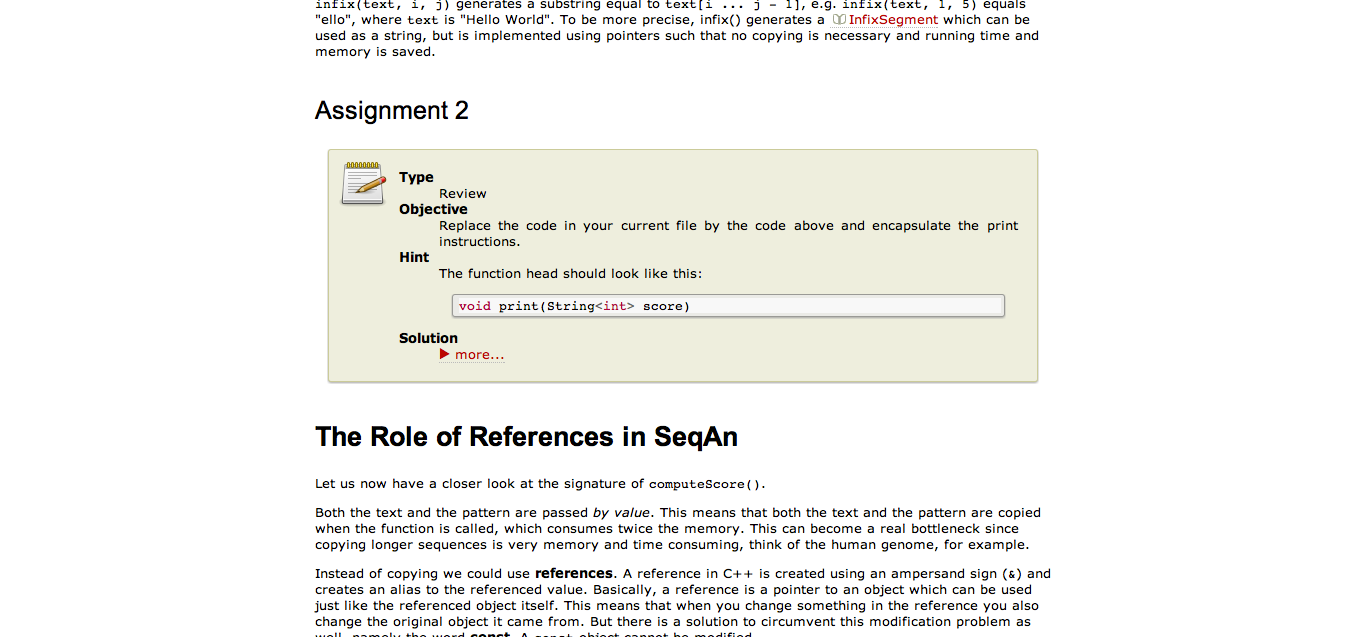 infix(text, i, j) generates a substring equal to text[i ... j - 1], e.g. infix(text, 1, 5) equals
"ello", where text is "Hello World". To be more precise, infix() generates a InfixSegment which can be
used as a string, but is implemented using pointers such that no copying is necessary and running time and
memory is saved.
Assignment 2
Type
Review
Objective
Replace the code in your current file by the code above and encapsulate the print
instructions.
Hint
The function head should look like this:
void print(String<int> score)
Solution
more...
The Role of References in SeqAn
Let us now have a closer look at the signature of computeScore().
Both the text and the pattern are passed by value. This means that both the text and the pattern are copied
when the function is called, which consumes twice the memory. This can become a real bottleneck since
copying longer sequences is very memory and time consuming, think of the human genome, for example.
Instead of copying we could use references. A reference in C++ is created using an ampersand sign (&) and
creates an alias to the referenced value. Basically, a reference is a pointer to an object which can be used
just like the referenced object itself. This means that when you change something in the reference you also
change the original object it came from. But there is a solution to circumvent this modification problem as
well, namely the word const. A const object cannot be modified.